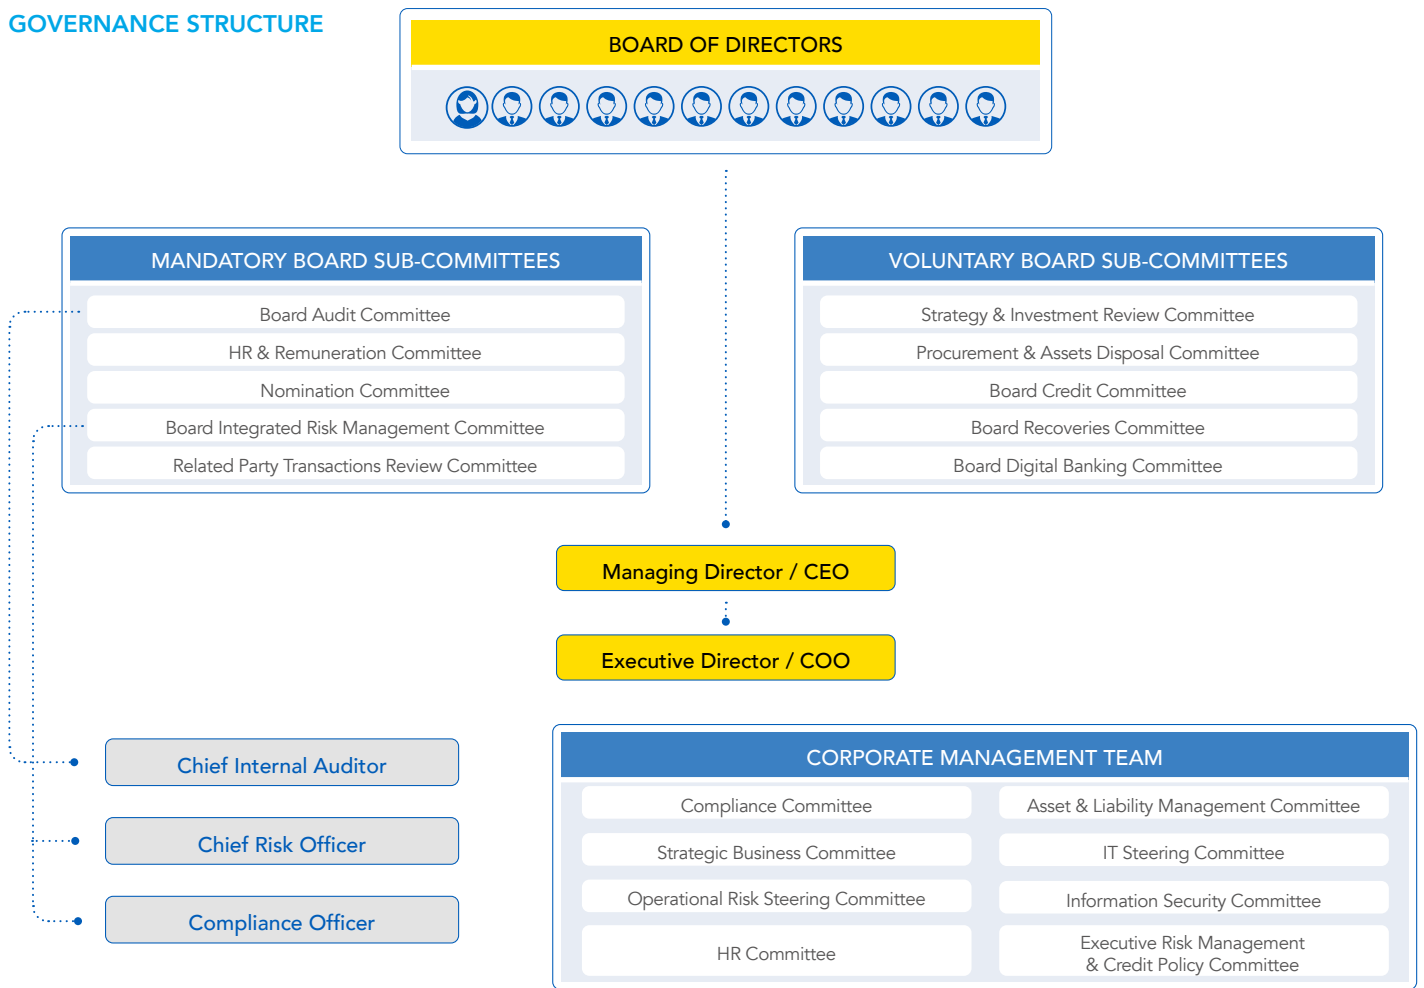 GOVERNANCE STRUCTURE
BOARD OF DIRECTORS
MANDATORY BOARD SUB-COMMITTEES
Board Audit Committee
HR & Remuneration Committee
Nomination Committee
Board Integrated Risk Management Committee
Related Party Transactions Review Committee
VOLUNTARY BOARD SUB-COMMITTEES
Strategy & Investment Review Committee
Procurement & Assets Disposal Committee
Board Credit Committee
Board Recoveries Committee
Board Digital Banking Committee
Managing Director / CEO
Executive Director / COO
Chief Internal Auditor
Chief Risk Officer
Compliance Officer
CORPORATE MANAGEMENT TEAM
Compliance Committee
Strategic Business Committee
Operational Risk Steering Committee
HR Committee
Asset & Liability Management Committee
IT Steering Committee
Information Security Committee
Executive Risk Management
& Credit Policy Committee